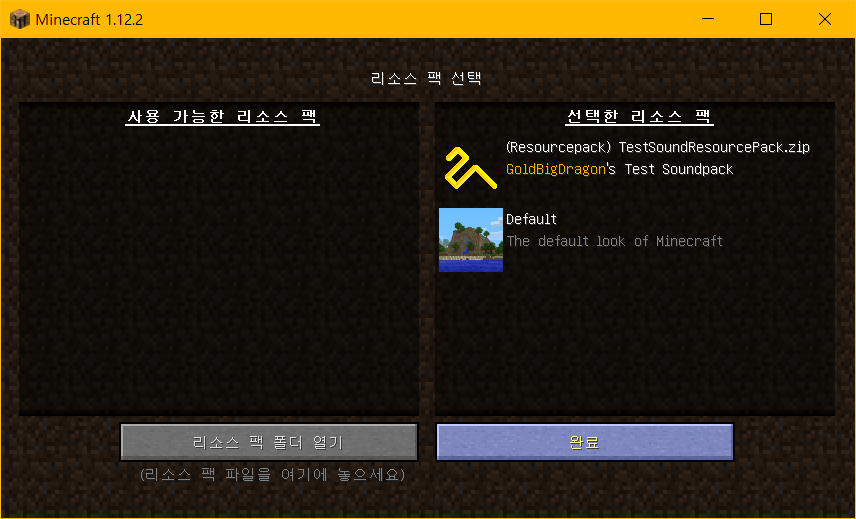 Minecraft 1.12.2
리소스 팩 선택
사용 가능한 리소스 팩
선택한 리소스 팩
(Resourcepack) TestSoundResourcePack.zip
GoldBigDragon's Test Soundpack
Default
The default look of Minecraft
리소스 팩 폴더 열기
완료
(리소스 팩 파일을 여기에 놓으세요)